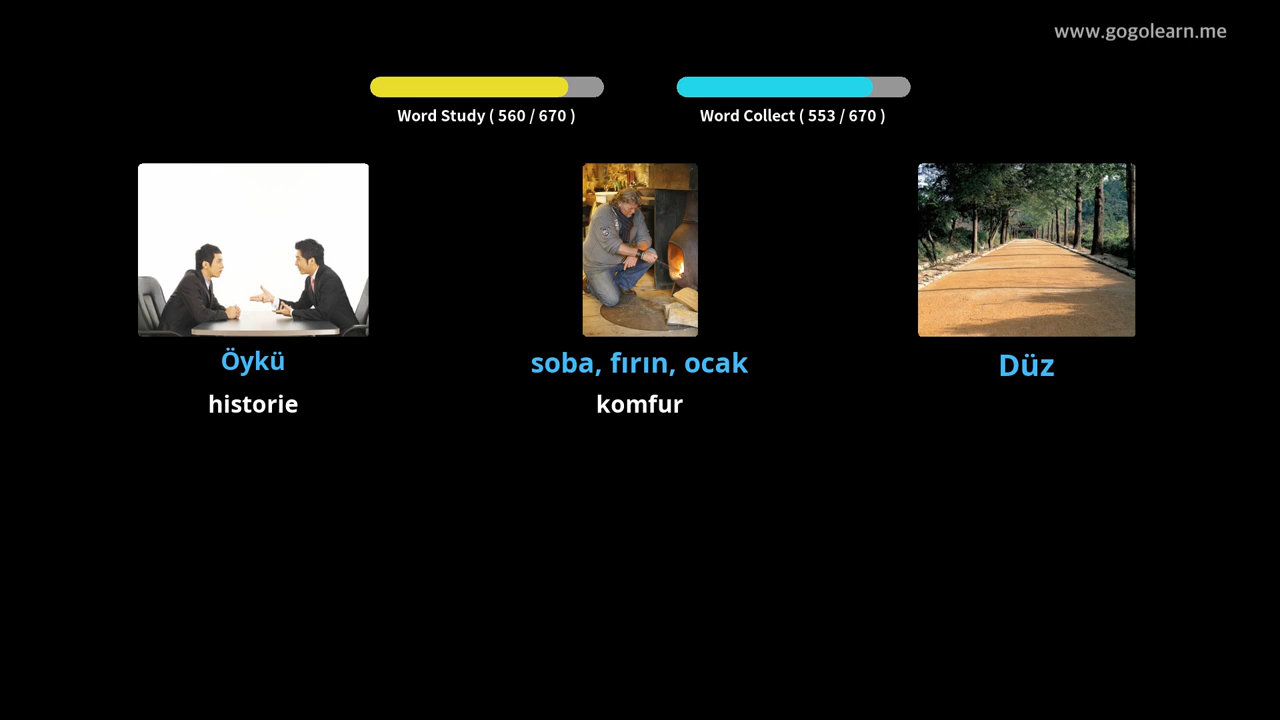 www.gogolearn.me
Word Study ( 560 / 670 )
Word Collect ( 553 / 670 )
Öykü
soba, fırın, ocak
Düz
historie
komfur